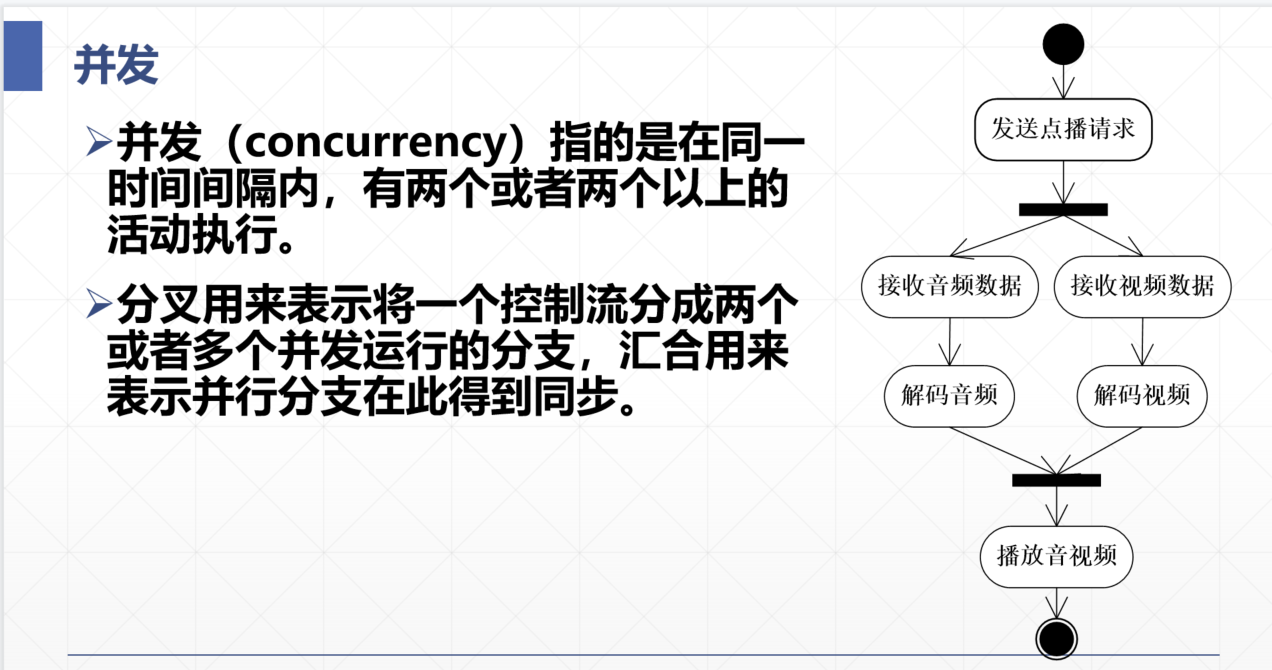 并发
并发（concurrency）指的是在同一
时间间隔内，有两个或者两个以上的
活动执行。
分叉用来表示将一个控制流分成两个
或者多个并发运行的分支，汇合用来
表示并行分支在此得到同步。
发送点播请求
接收音频数据
接收视频数据
解码音频
解码视频
播放音视频